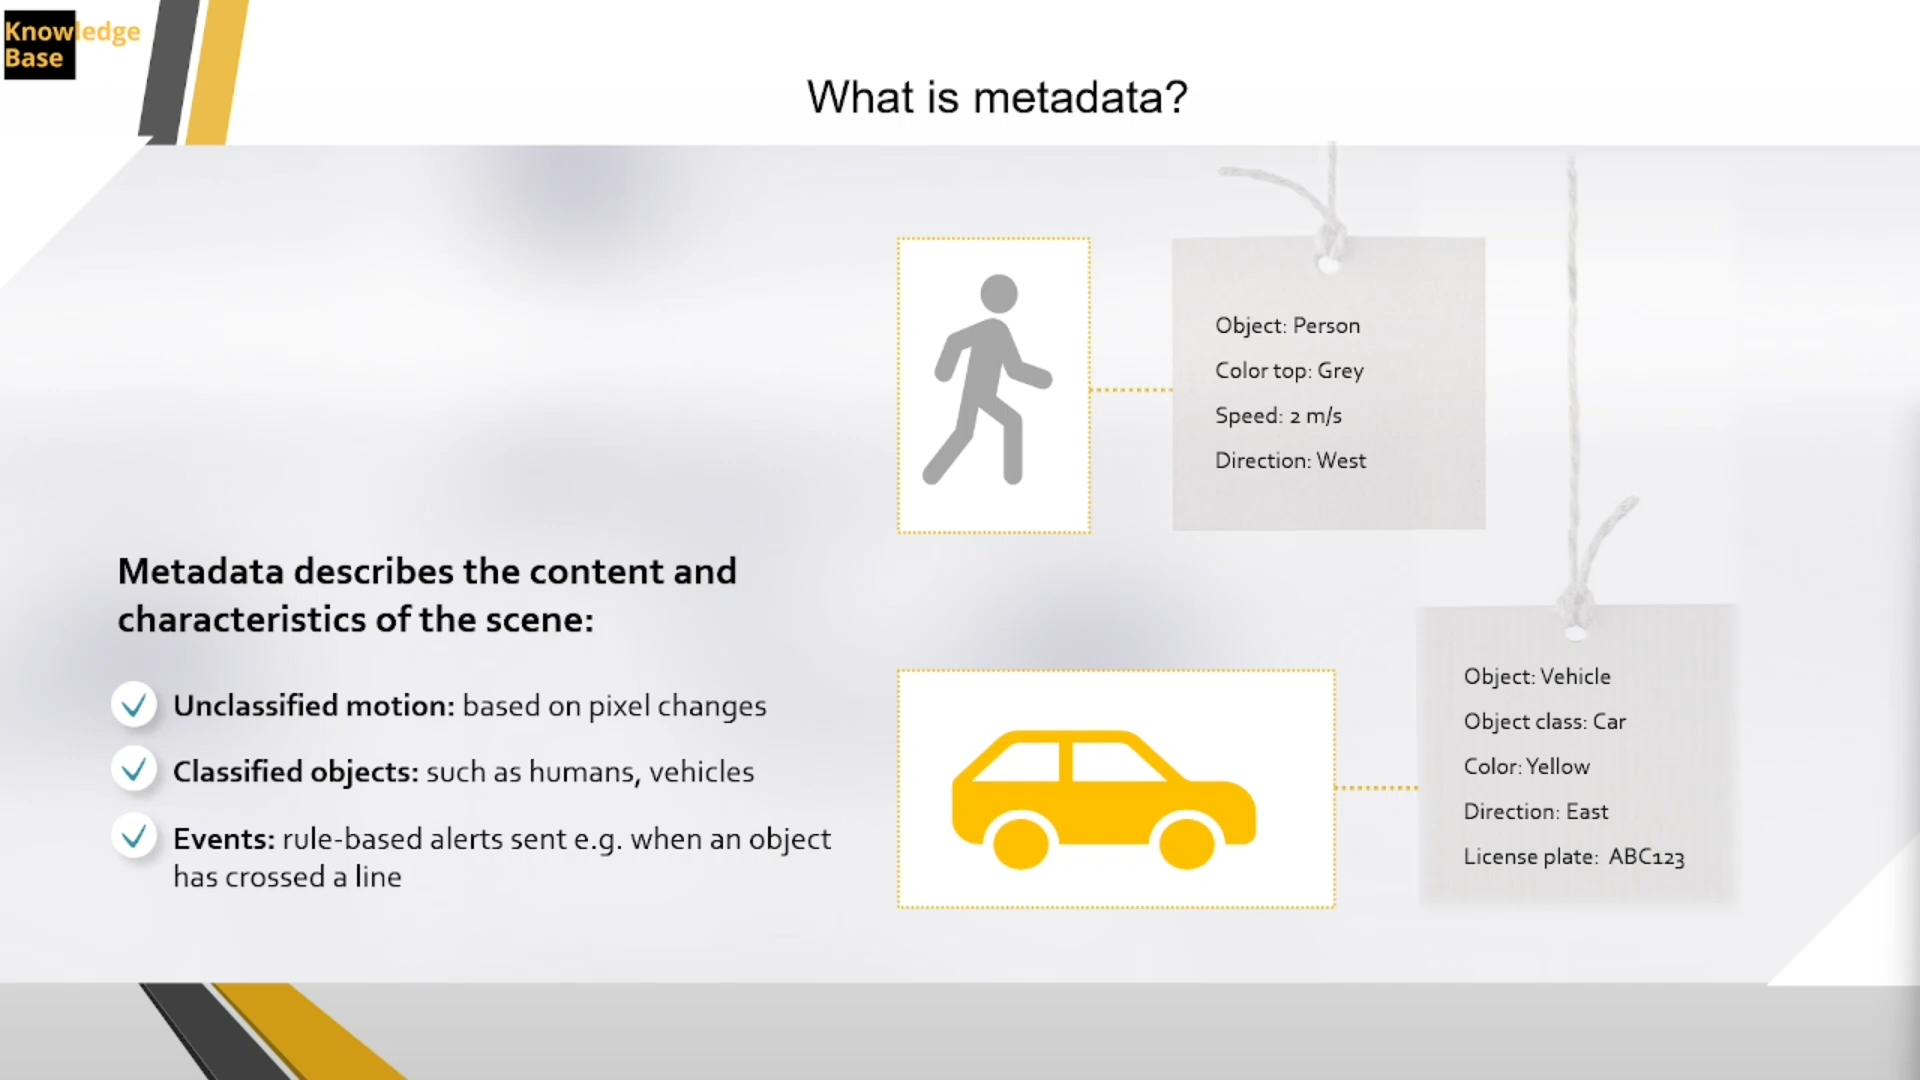 Knowledge
Base
What is metadata?
Object: Person
Color top: Grey
Speed: 2 m/s
Direction: West
Metadata describes the content and
characteristics of the scene:
Unclassified motion: based on pixel changes
Classified objects: such as humans, vehicles
Events: rule-based alerts sent e.g. when an object
has crossed a line
Object: Vehicle
Object class: Car
Color: Yellow
Direction: East
License plate: ABC123